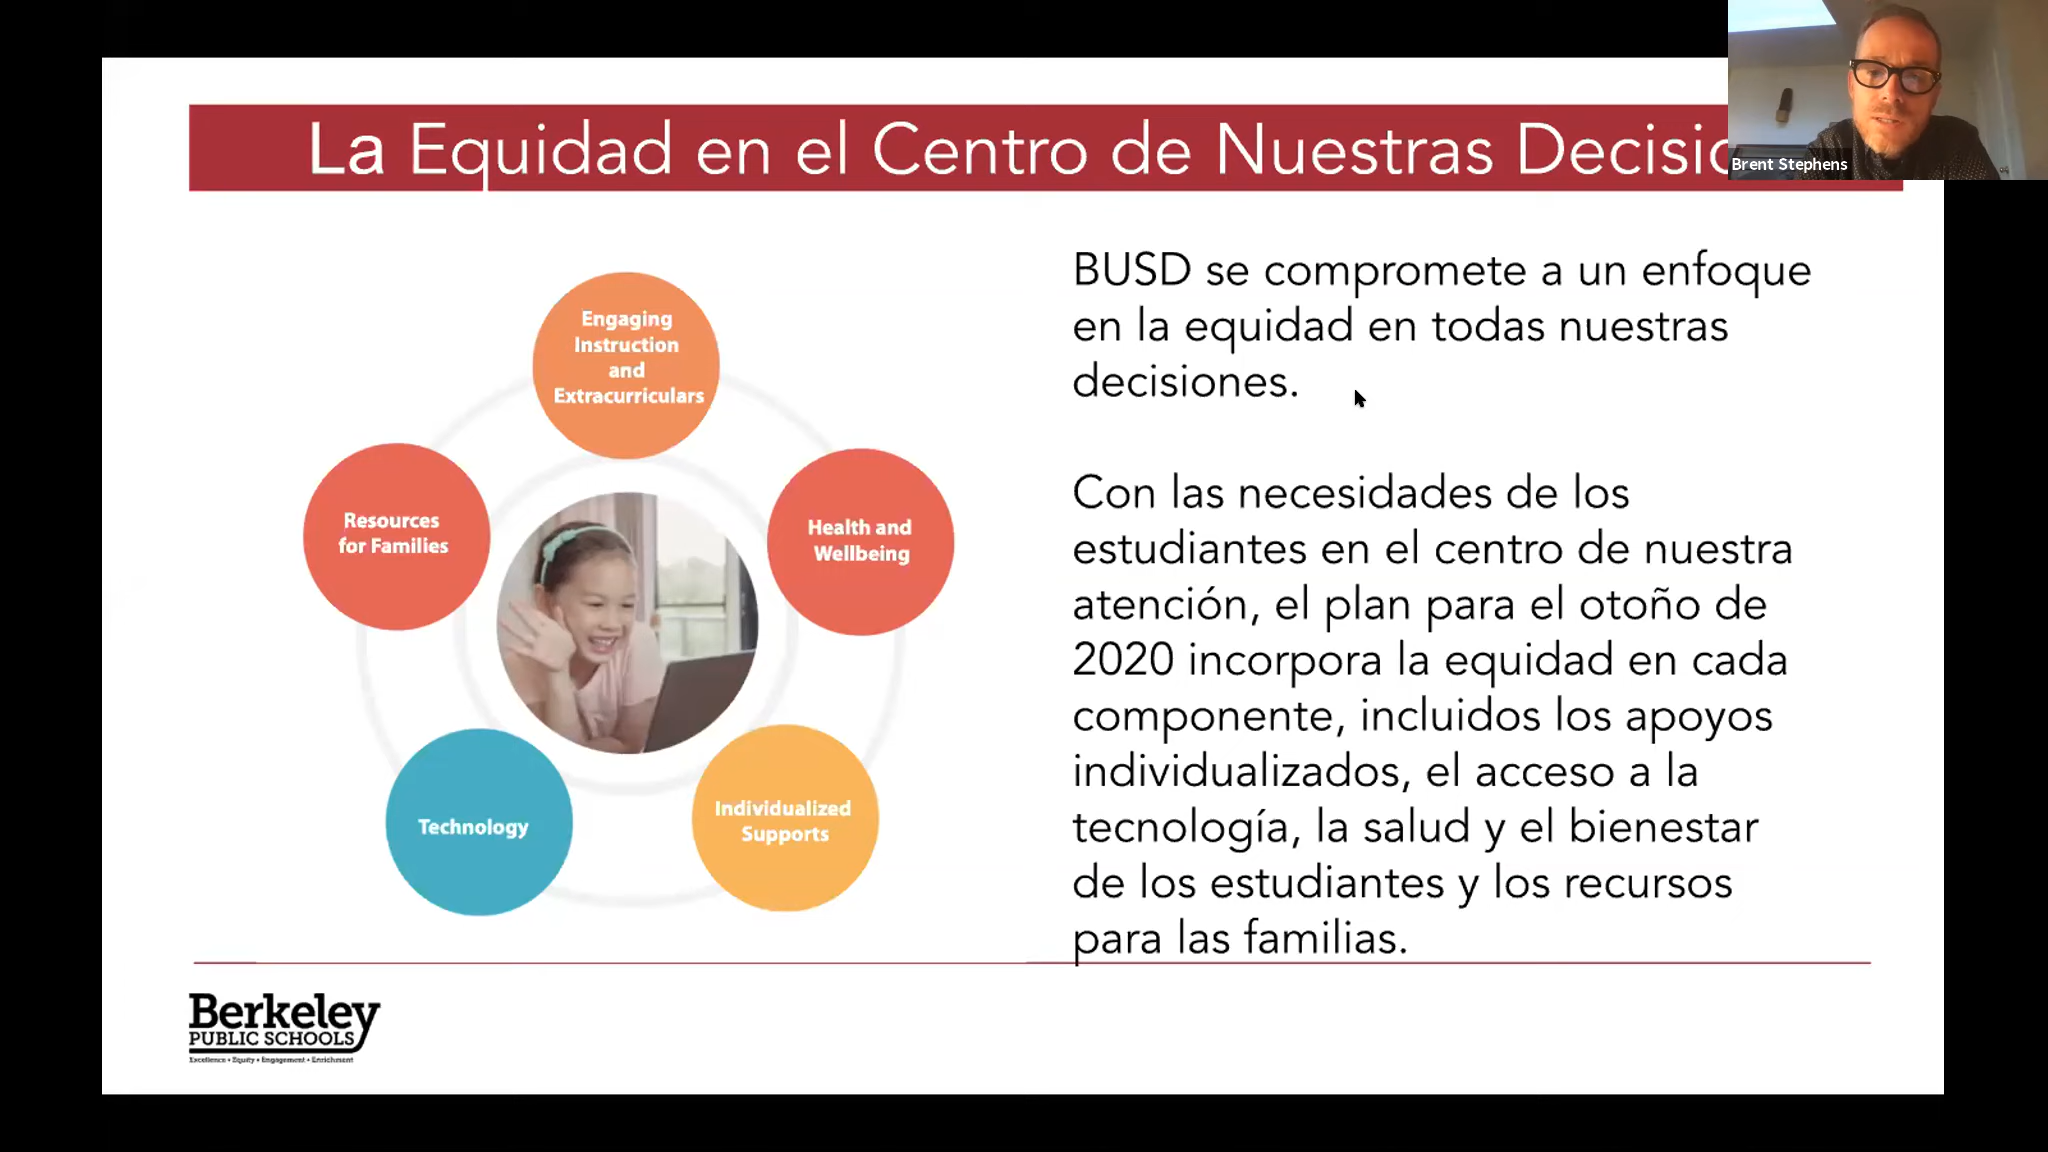 La Equidad en el Centro de Nuestras
Brent Stephens
Engaging
Instruction
and
Extracurriculars
Resources
for Families
Health and
Wellbeing
Technology
Individualized
Supports
BUSD se compromete a un enfoque
en la equidad en todas nuestras
decisiones.
Con las necesidades de los
estudiantes en el centro de nuestra
atención, el plan para el otoño de
2020 incorpora la equidad en cada
componente, incluidos los apoyos
individualizados, el acceso a la
tecnología, la salud y el bienestar
de los estudiantes y los recursos
para las familias.
Berkeley
PUBLIC SCHOOLS
Excellence • Equity • Engagement • Enrichment